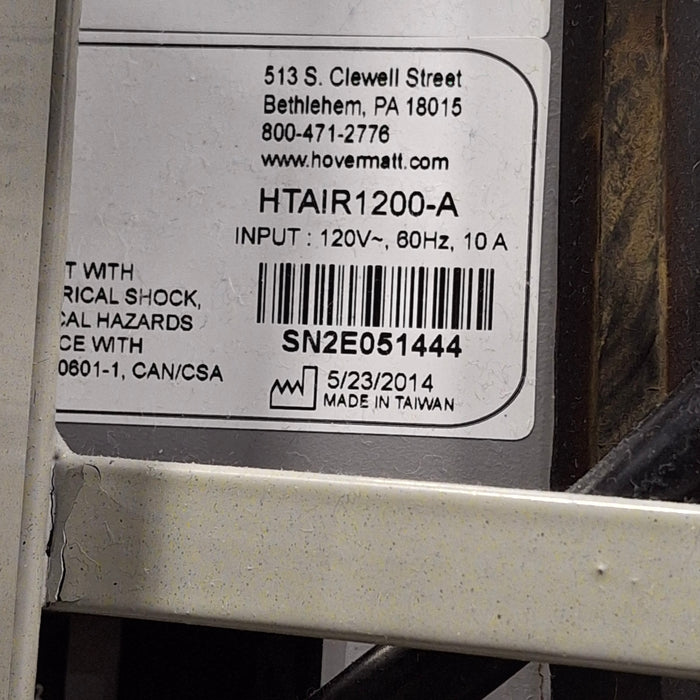 513 S. Clewell Street
Bethlehem, PA 18015
800-471-2776
www.hovermatt.com
HTAIR1200-A
INPUT : 120V~, 60Hz, 10 A
T WITH
RICAL SHOCK,
CAL HAZARDS
CE WITH
0601-1, CAN/CSA
SN2E051444
5/23/2014
MADE IN TAIWAN